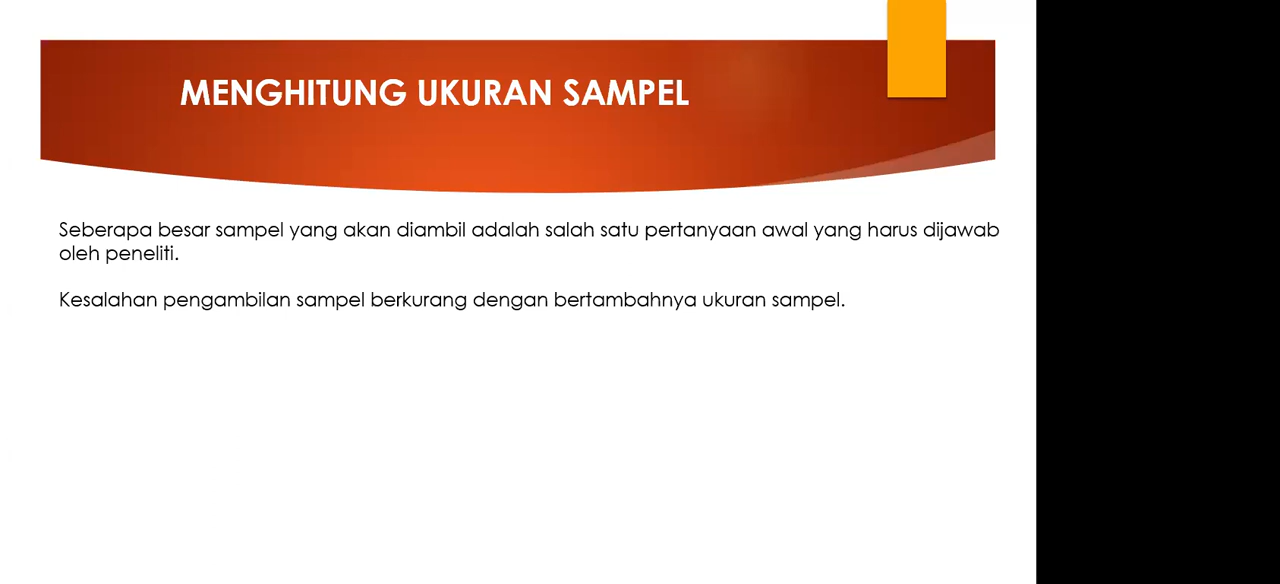 MENGHITUNG UKURAN SAMPEL
Seberapa besar sampel yang akan diambil adalah salah satu pertanyaan awal yang harus dijawab
oleh peneliti.
Kesalahan pengambilan sampel berkurang dengan bertambahnya ukuran sampel.